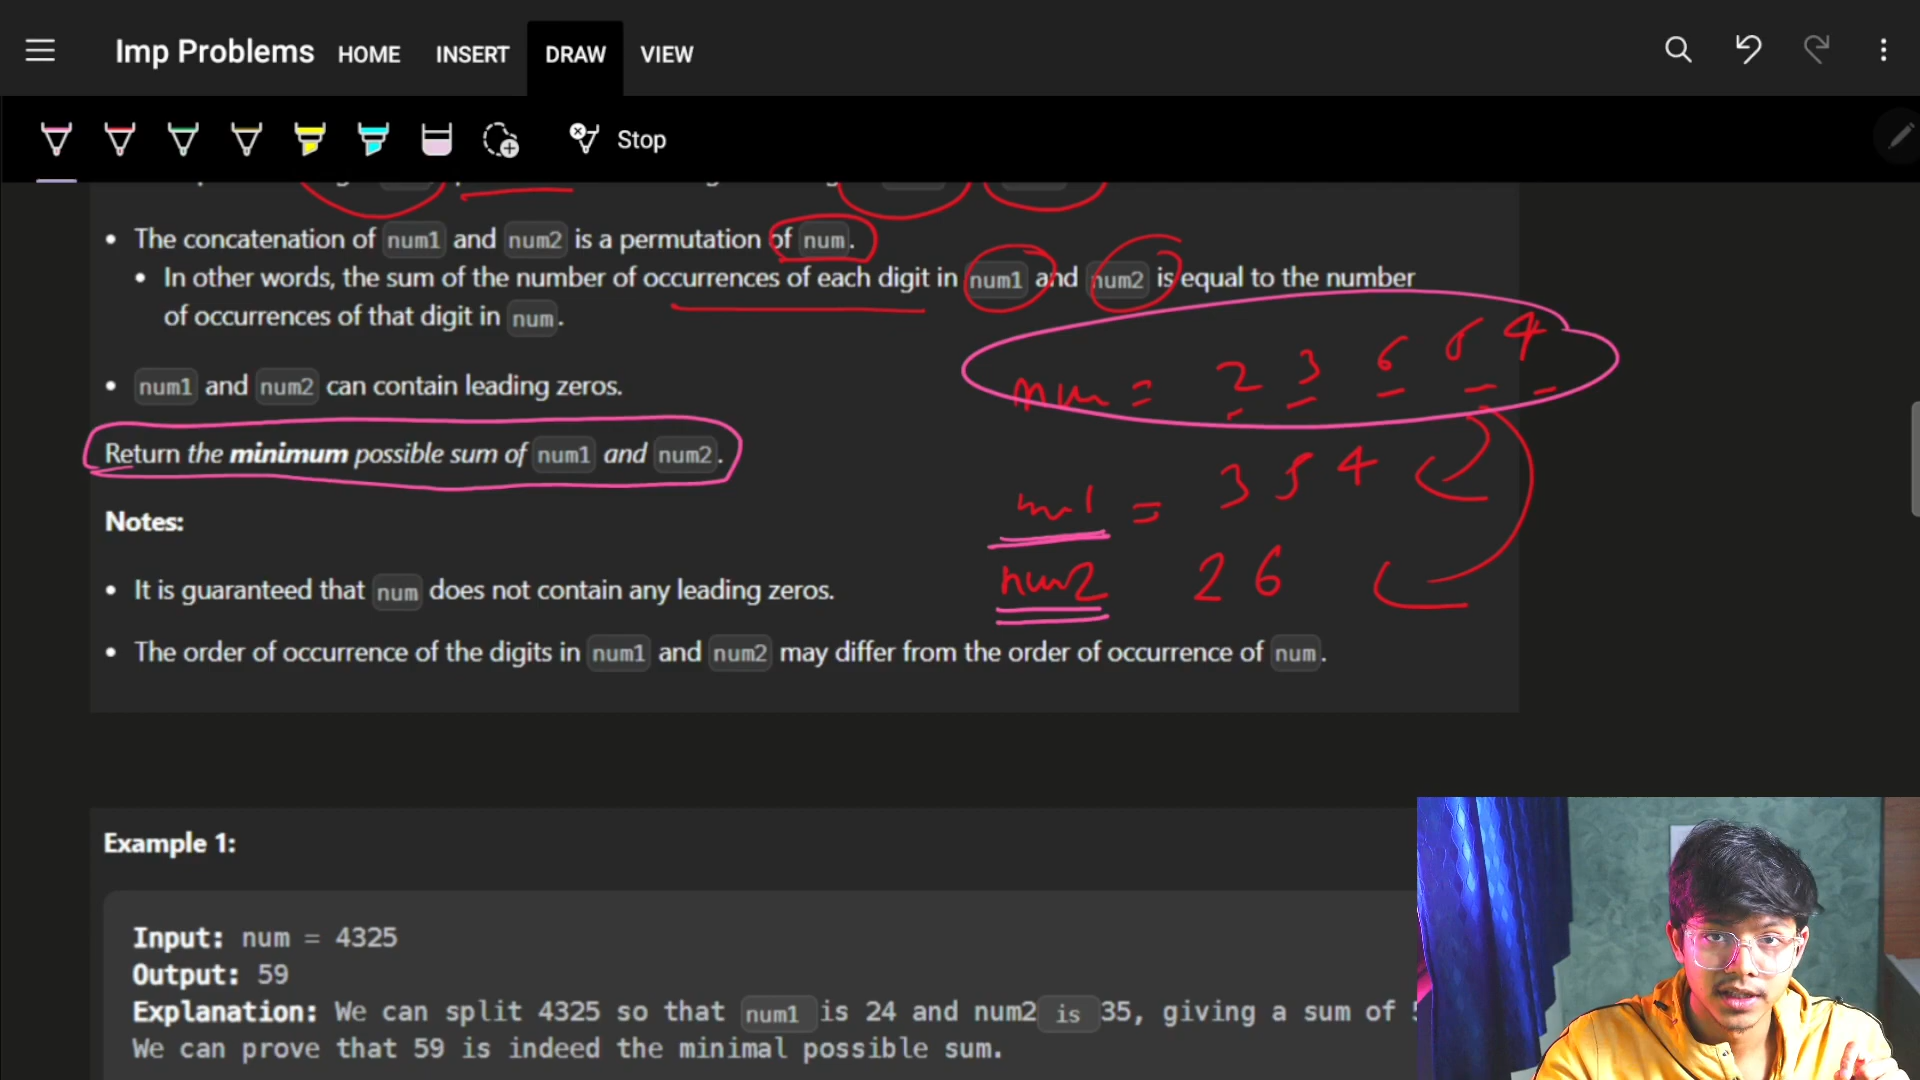 Imp Problems HOME INSERT DRAW VIEW
Stop
• The concatenation of num1 and num2 is a permutation of num.
• In other words, the sum of the number of occurrences of each digit in num1 and num2 is equal to the number
of occurrences of that digit in num.
num = 2 3 6 5 4
• num1 and num2 can contain leading zeros.
Return the minimum possible sum of num1 and num2.
= 3 5 4
Notes:
num2 2 6
• It is guaranteed that num does not contain any leading zeros.
• The order of occurrence of the digits in num1 and num2 may differ from the order of occurrence of num.
Example 1:
Input: num = 4325
Output: 59
Explanation: We can split 4325 so that num1 is 24 and num2 is 35, giving a sum of
We can prove that 59 is indeed the minimal possible sum.